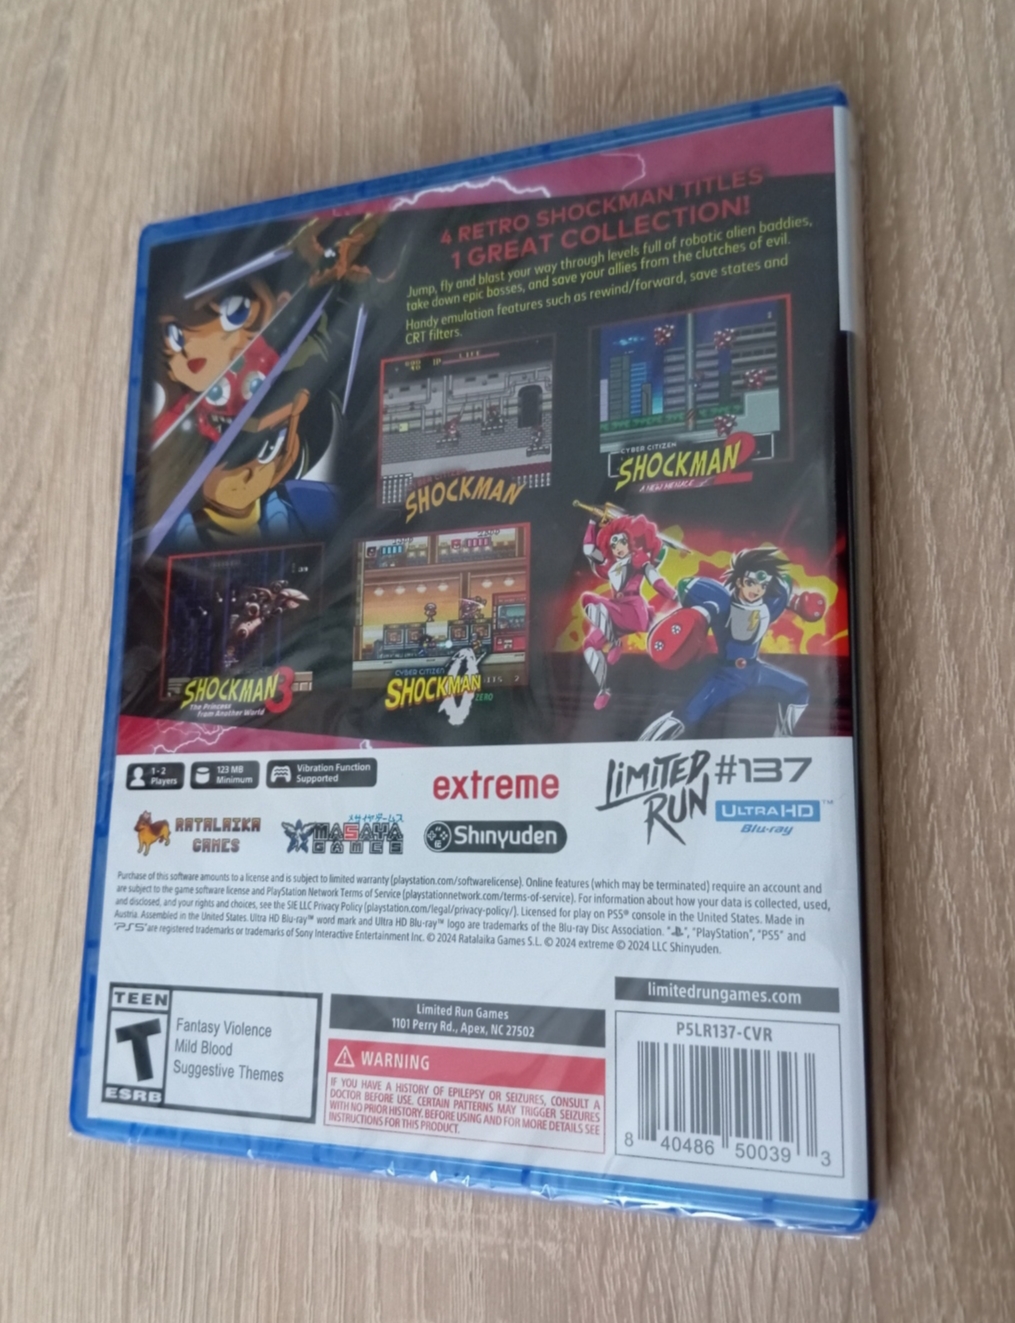 4 RETRO SHOCKMAN TITLES
1 GREAT COLLECTION!
Jump, fly and blast your way through levels full of robotic alien baddies,
take down epic bosses, and save your allies from the clutches of evil.
Handy emulation features such as rewind/forward, save states and
CRT filters.
1P LIFE
SHOCKMAN
CYBER CITIZEN
SHOCKMAN 2
A NEW MENACE
SHOCKMAN 3
The Princess
from Another World
CYBER CITIZEN
SHOCKMAN 0
ZERO
1-2
Players
123 MB
Minimum
Vibration Function
Supported
extreme
LIMITED
RUN
#137
ULTRA HD™
Blu-ray
RATALAIKA
GAMES
メサイヤゲームス
MASAYA
GAMES
Shinyuden
Purchase of this software amounts to a license and is subject to limited warranty (playstation.com/softwarelicense). Online features (which may be terminated) require an account and
are subject to the game software license and PlayStation Network Terms of Service (playstationnetwork.com/terms-of-service). For information about how your data is collected, used,
and disclosed, and your rights and choices, see the SIE LLC Privacy Policy (playstation.com/legal/privacy-policy/). Licensed for play on PS5® console in the United States. Made in
Austria. Assembled in the United States. Ultra HD Blu-ray™ word mark and Ultra HD Blu-ray™ logo are trademarks of the Blu-ray Disc Association. "", "PlayStation", "PS5" and
"PS5" are registered trademarks or trademarks of Sony Interactive Entertainment Inc. © 2024 Ratalaika Games S.L. © 2024 extreme © 2024 LLC Shinyuden.
TEEN
T
ESRB
Fantasy Violence
Mild Blood
Suggestive Themes
Limited Run Games
1101 Perry Rd., Apex, NC 27502
WARNING
IF YOU HAVE A HISTORY OF EPILEPSY OR SEIZURES, CONSULT A
DOCTOR BEFORE USE. CERTAIN PATTERNS MAY TRIGGER SEIZURES
WITH NO PRIOR HISTORY. BEFORE USING AND FOR MORE DETAILS SEE
INSTRUCTIONS FOR THIS PRODUCT.
limitedrungames.com
P5LR137-CVR
8 40486 50039 3